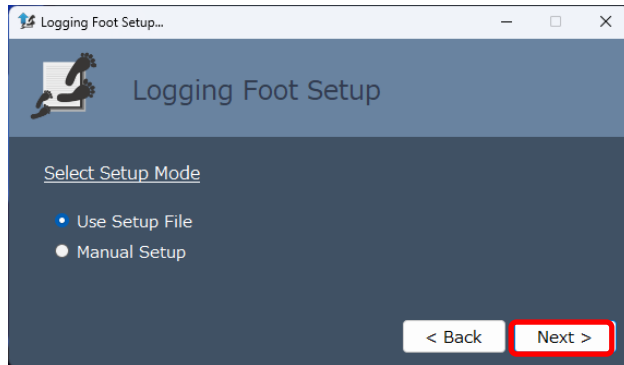 Logging Foot Setup...
Logging Foot Setup
Select Setup Mode
Use Setup File
Manual Setup
< Back
Next >